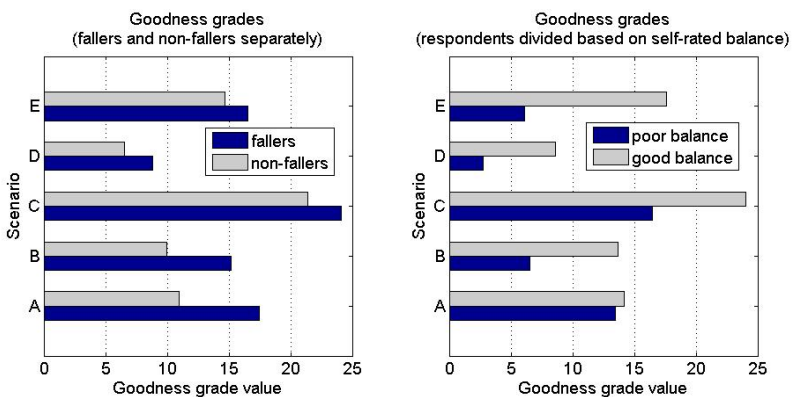 Goodness grades
(fallers and non-fallers separately)
Scenario
E
D
C
B
A
fallers
non-fallers
0 5 10 15 20 25
Goodness grade value
Goodness grades
(respondents divided based on self-rated balance)
Scenario
E
D
C
B
A
poor balance
good balance
0 5 10 15 20 25
Goodness grade value